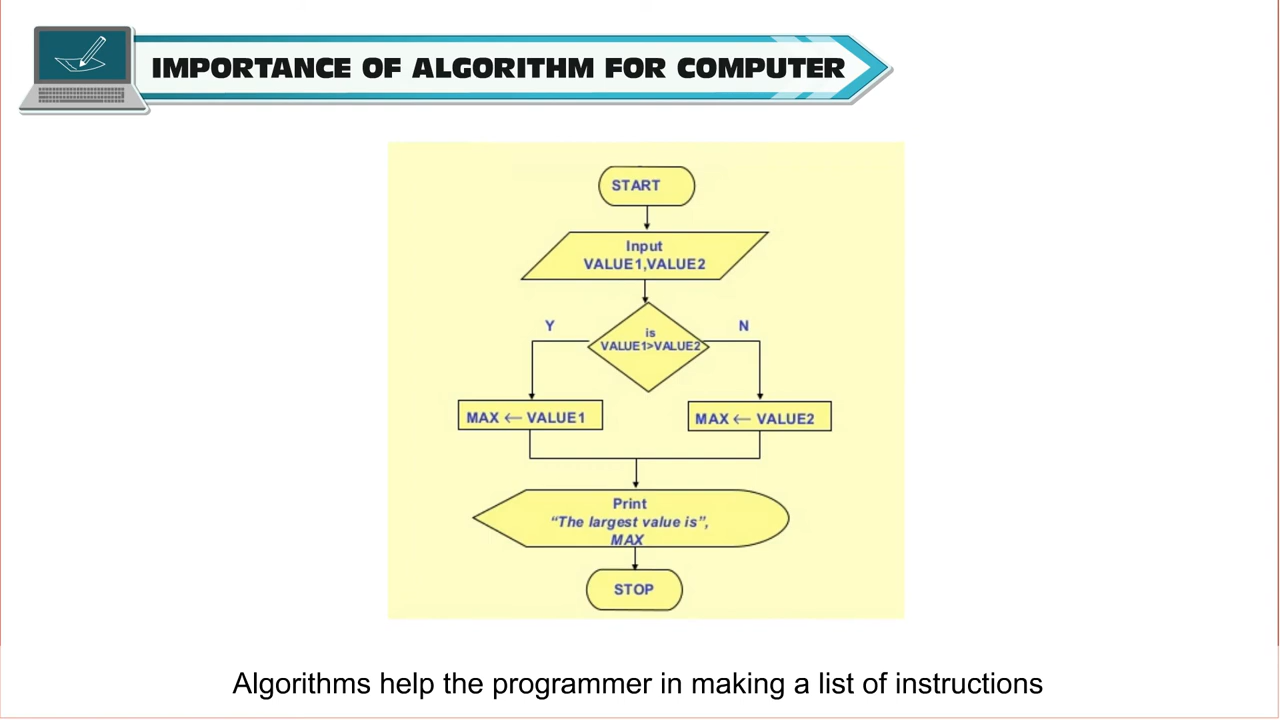 IMPORTANCE OF ALGORITHM FOR COMPUTER
START
Input
VALUE1,VALUE2
Y
N
is
VALUE1>VALUE2
MAX ← VALUE1
MAX ← VALUE2
Print
“The largest value is”,
MAX
STOP
Algorithms help the programmer in making a list of instructions